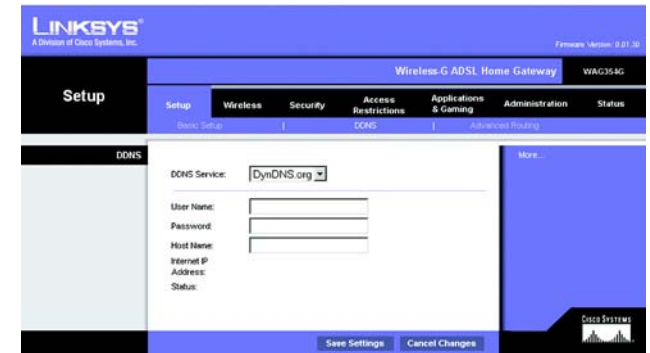 LINKSYS®
A Division of Cisco Systems, Inc.
Firmware Version: 0.01.30
Wireless-G ADSL Home Gateway WAG354G
Setup
Setup Wireless Security Access Restrictions Applications & Gaming Administration Status
Basic Setup | DDNS | Advanced Routing
DDNS
More...
DDNS Service: DynDNS.org
User Name:
Password:
Host Name:
Internet IP
Address:
Status:
Save Settings Cancel Changes
CISCO SYSTEMS